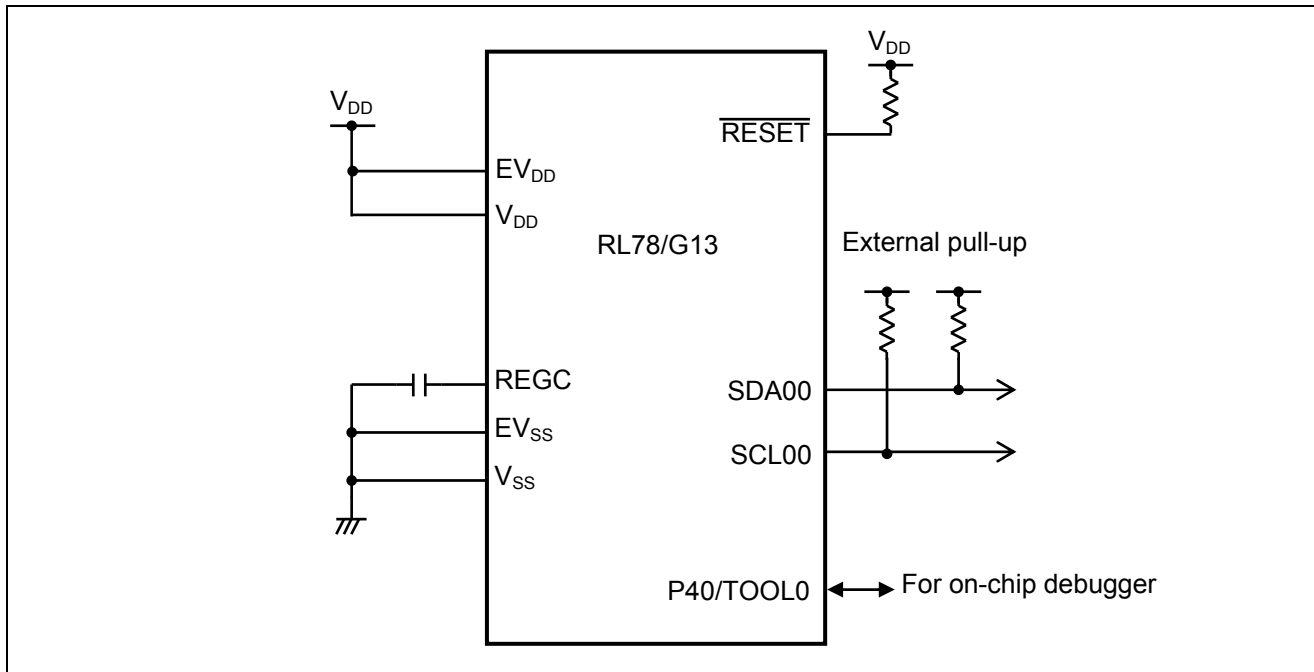 VDD
VDD
RESET
EVDD
VDD
RL78/G13
External pull-up
REGC
SDA00
EVSS
SCL00
VSS
P40/TOOL0
For on-chip debugger